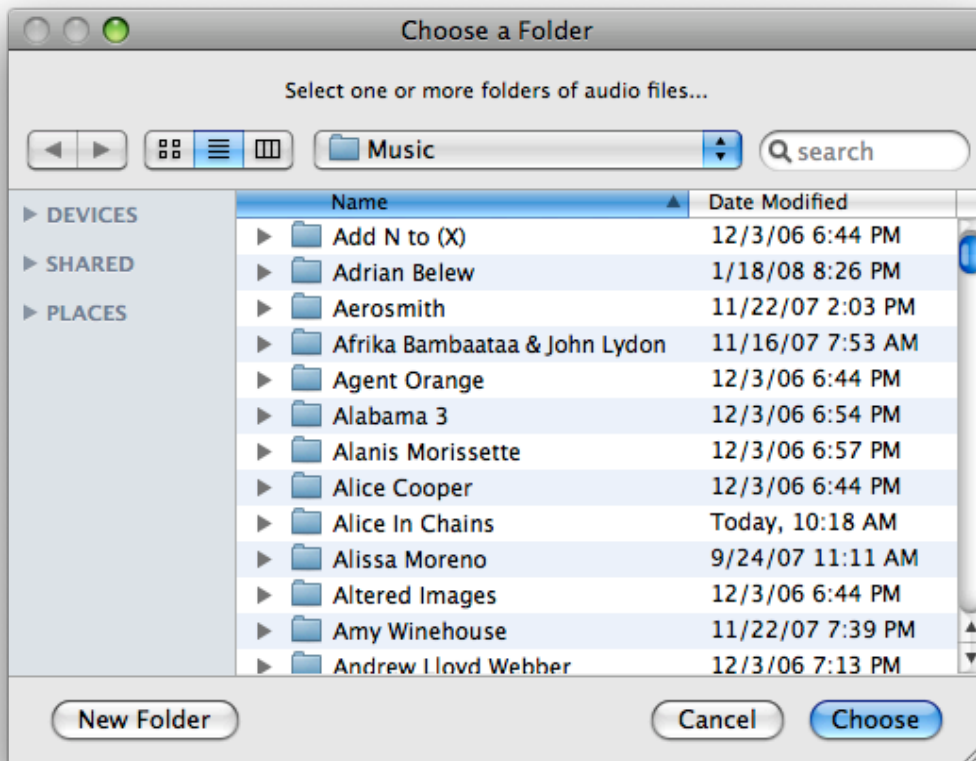 Choose a Folder
Select one or more folders of audio files...
Music
search
DEVICES
SHARED
PLACES
Name Date Modified
Add N to (X) 12/3/06 6:44 PM
Adrian Belew 1/18/08 8:26 PM
Aerosmith 11/22/07 2:03 PM
Afrika Bambaataa & John Lydon 11/16/07 7:53 AM
Agent Orange 12/3/06 6:44 PM
Alabama 3 12/3/06 6:54 PM
Alanis Morissette 12/3/06 6:57 PM
Alice Cooper 12/3/06 6:44 PM
Alice In Chains Today, 10:18 AM
Alissa Moreno 9/24/07 11:11 AM
Altered Images 12/3/06 6:44 PM
Amy Winehouse 11/22/07 7:39 PM
Andrew Lloyd Webber 12/3/06 7:13 PM
New Folder Cancel Choose